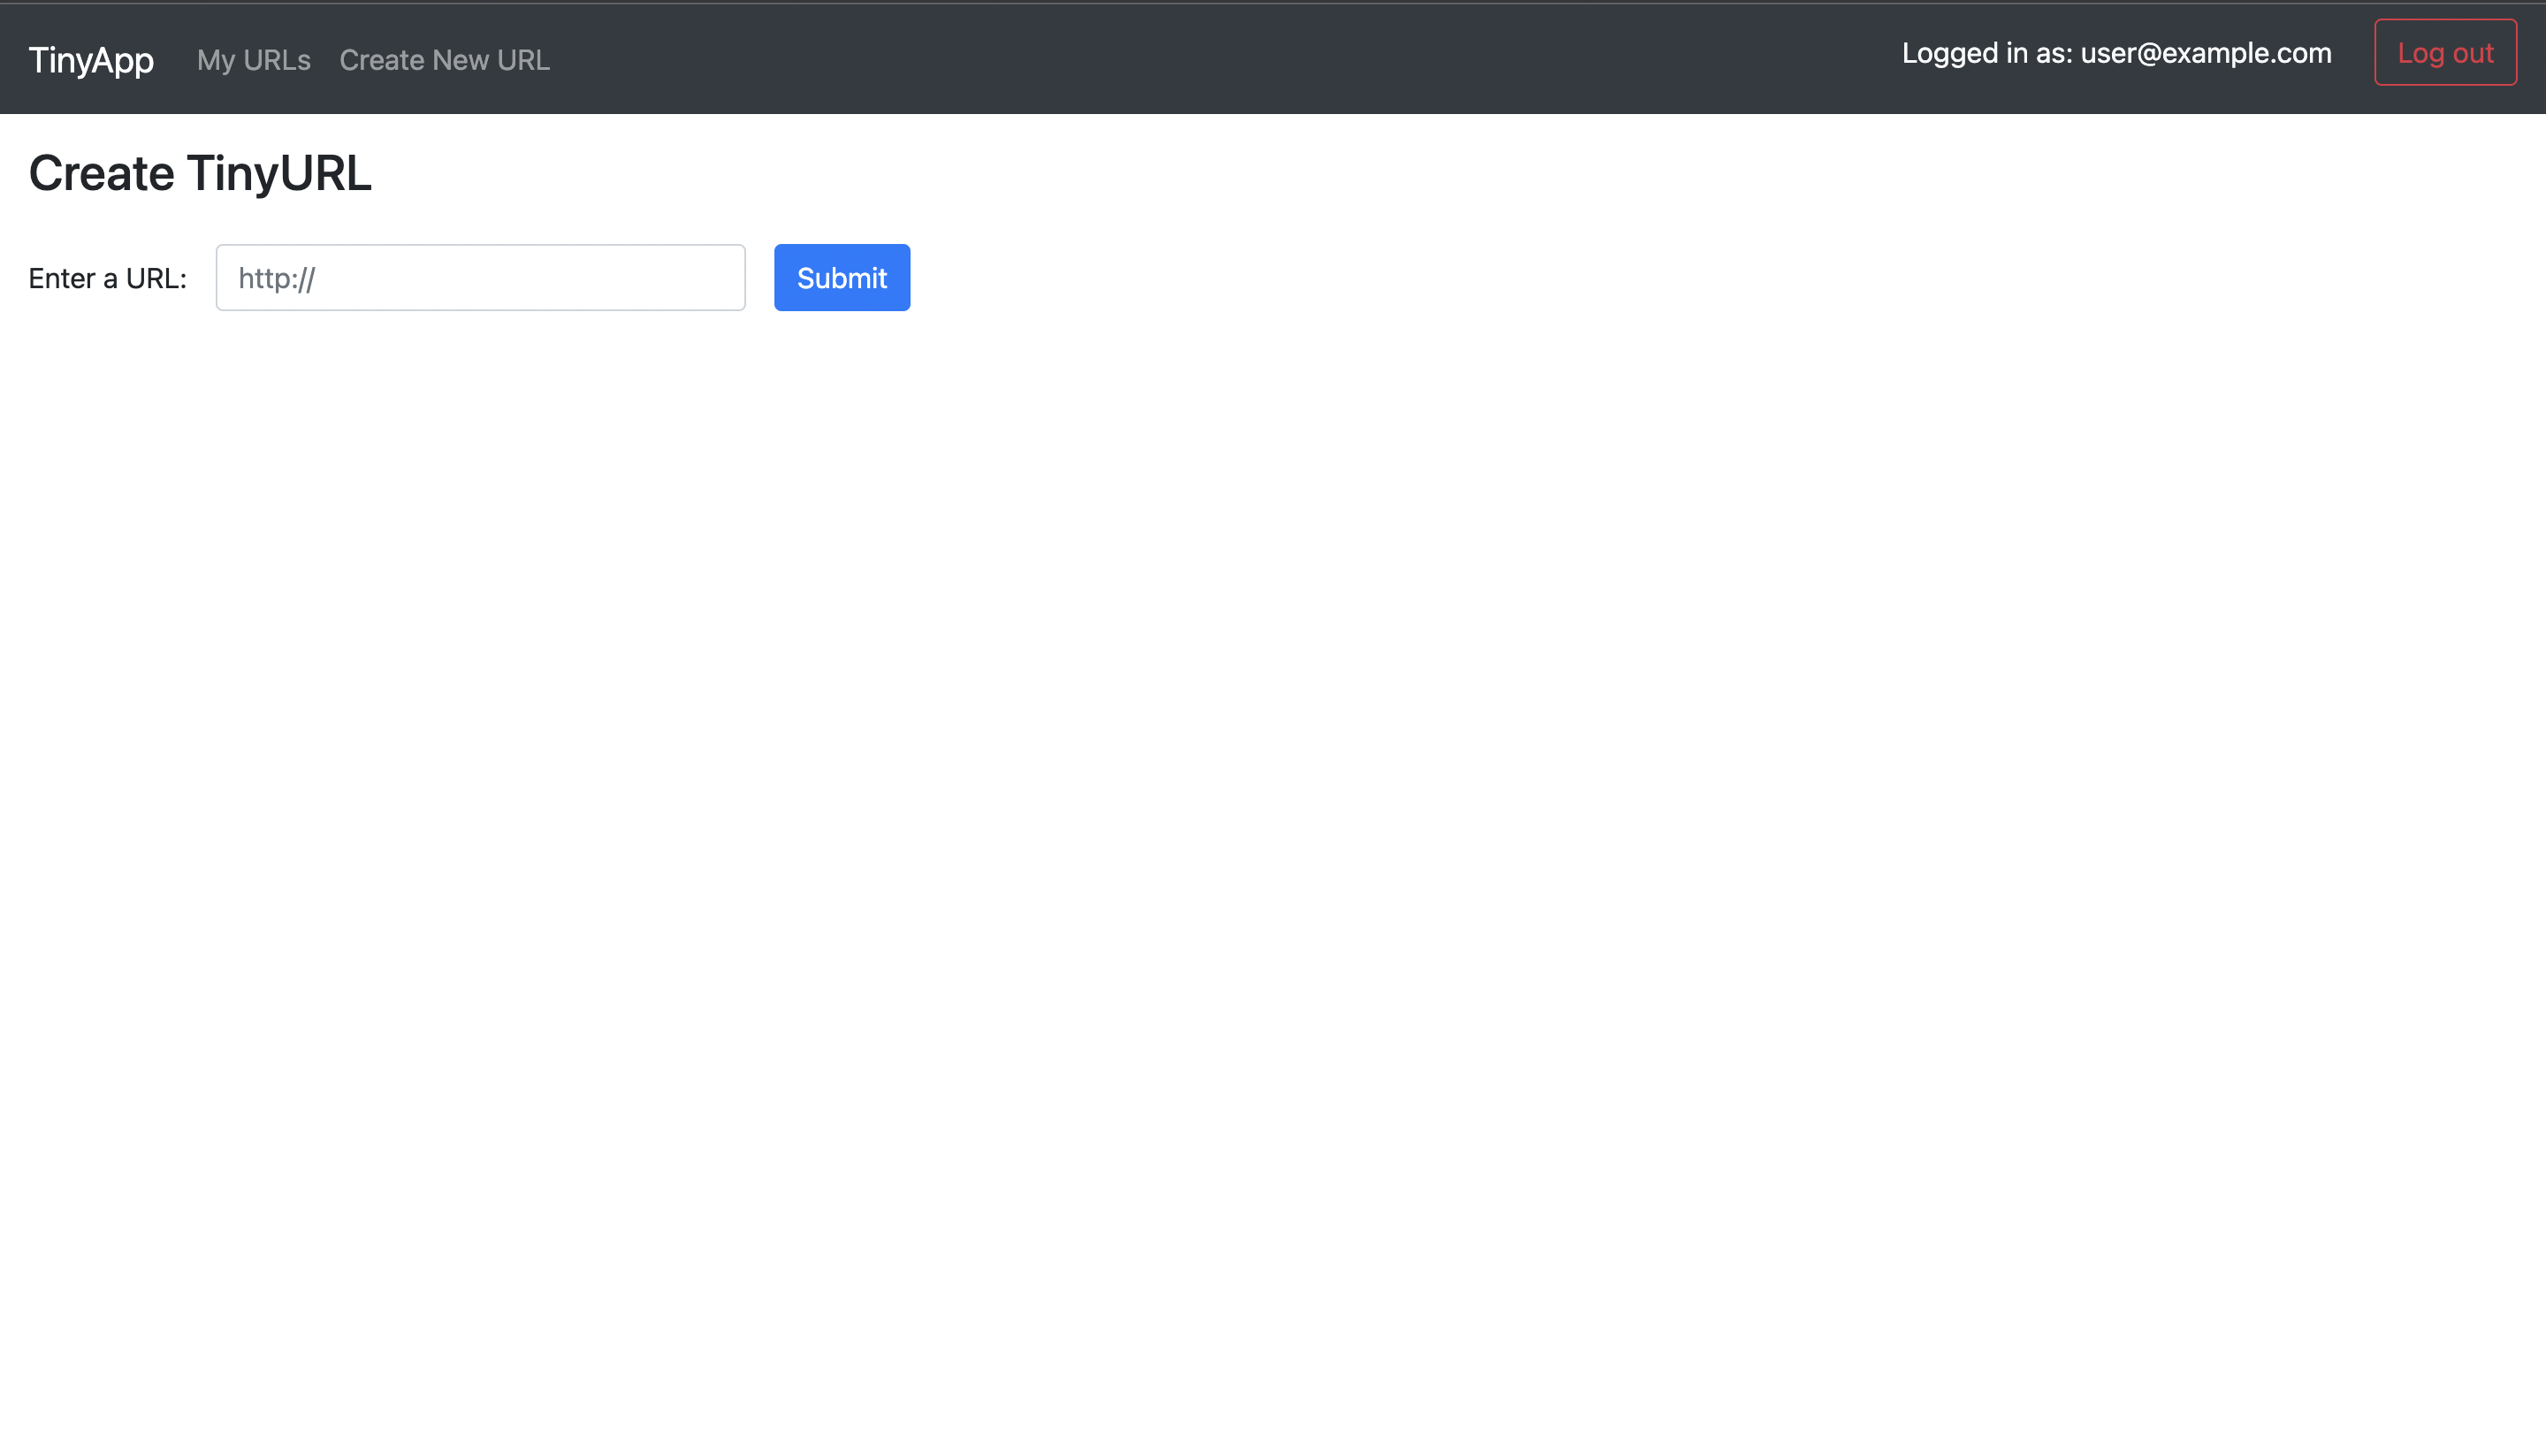 TinyApp My URLs Create New URL Logged in as: user@example.com Log out
Create TinyURL
Enter a URL: http:// Submit